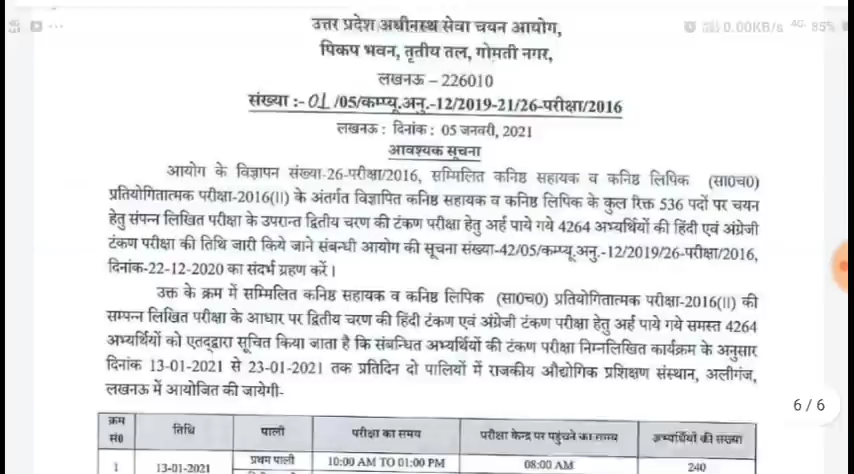 0.00KB/s 4G 85%
उत्तर प्रदेश अधीनस्थ सेवा चयन आयोग,
पिकप भवन, तृतीय तल, गोमती नगर,
लखनऊ – 226010
संख्या :- 01/05/कम्प्यू.अनु.-12/2019-21/26-परीक्षा/2016
लखनऊ : दिनांक : 05 जनवरी, 2021
आवश्यक सूचना
आयोग के विज्ञापन संख्या-26-परीक्षा/2016, सम्मिलित कनिष्ठ सहायक व कनिष्ठ लिपिक (सा0च0)
प्रतियोगितात्मक परीक्षा-2016(II) के अंतर्गत विज्ञापित कनिष्ठ सहायक व कनिष्ठ लिपिक के कुल रिक्त 536 पदों पर चयन
हेतु संपन्न लिखित परीक्षा के उपरान्त द्वितीय चरण की टंकण परीक्षा हेतु अर्ह पाये गये 4264 अभ्यर्थियों की हिंदी एवं अंग्रेजी
टंकण परीक्षा की तिथि जारी किये जाने संबन्धी आयोग की सूचना संख्या-42/05/कम्प्यू.अनु.-12/2019/26-परीक्षा/2016,
दिनांक-22-12-2020 का संदर्भ ग्रहण करें।
उक्त के क्रम में सम्मिलित कनिष्ठ सहायक व कनिष्ठ लिपिक (सा0च0) प्रतियोगितात्मक परीक्षा-2016(II) की
सम्पन्न लिखित परीक्षा के आधार पर द्वितीय चरण की हिंदी टंकण एवं अंग्रेजी टंकण परीक्षा हेतु अर्ह पाये गये समस्त 4264
अभ्यर्थियों को एतद्द्वारा सूचित किया जाता है कि संबन्धित अभ्यर्थियों की टंकण परीक्षा निम्नलिखित कार्यक्रम के अनुसार
दिनांक 13-01-2021 से 23-01-2021 तक प्रतिदिन दो पालियों में राजकीय औद्योगिक प्रशिक्षण संस्थान, अलीगंज,
लखनऊ में आयोजित की जायेगी-
6/6
क्रम सं0 तिथि पाली परीक्षा का समय परीक्षा केन्द्र पर पहुंचने का समय अभ्यर्थियों की संख्या
1 13-01-2021 प्रथम पाली 10:00 AM TO 01:00 PM 08:00 AM 240